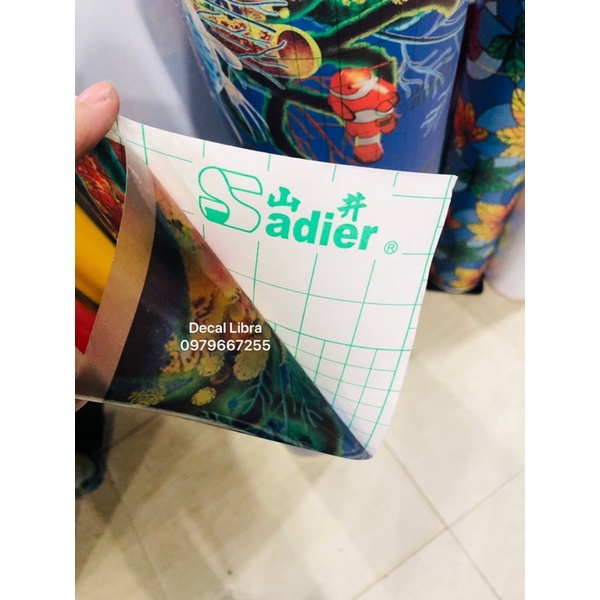 山井
Sadier ®
Decal Libra
0979667255